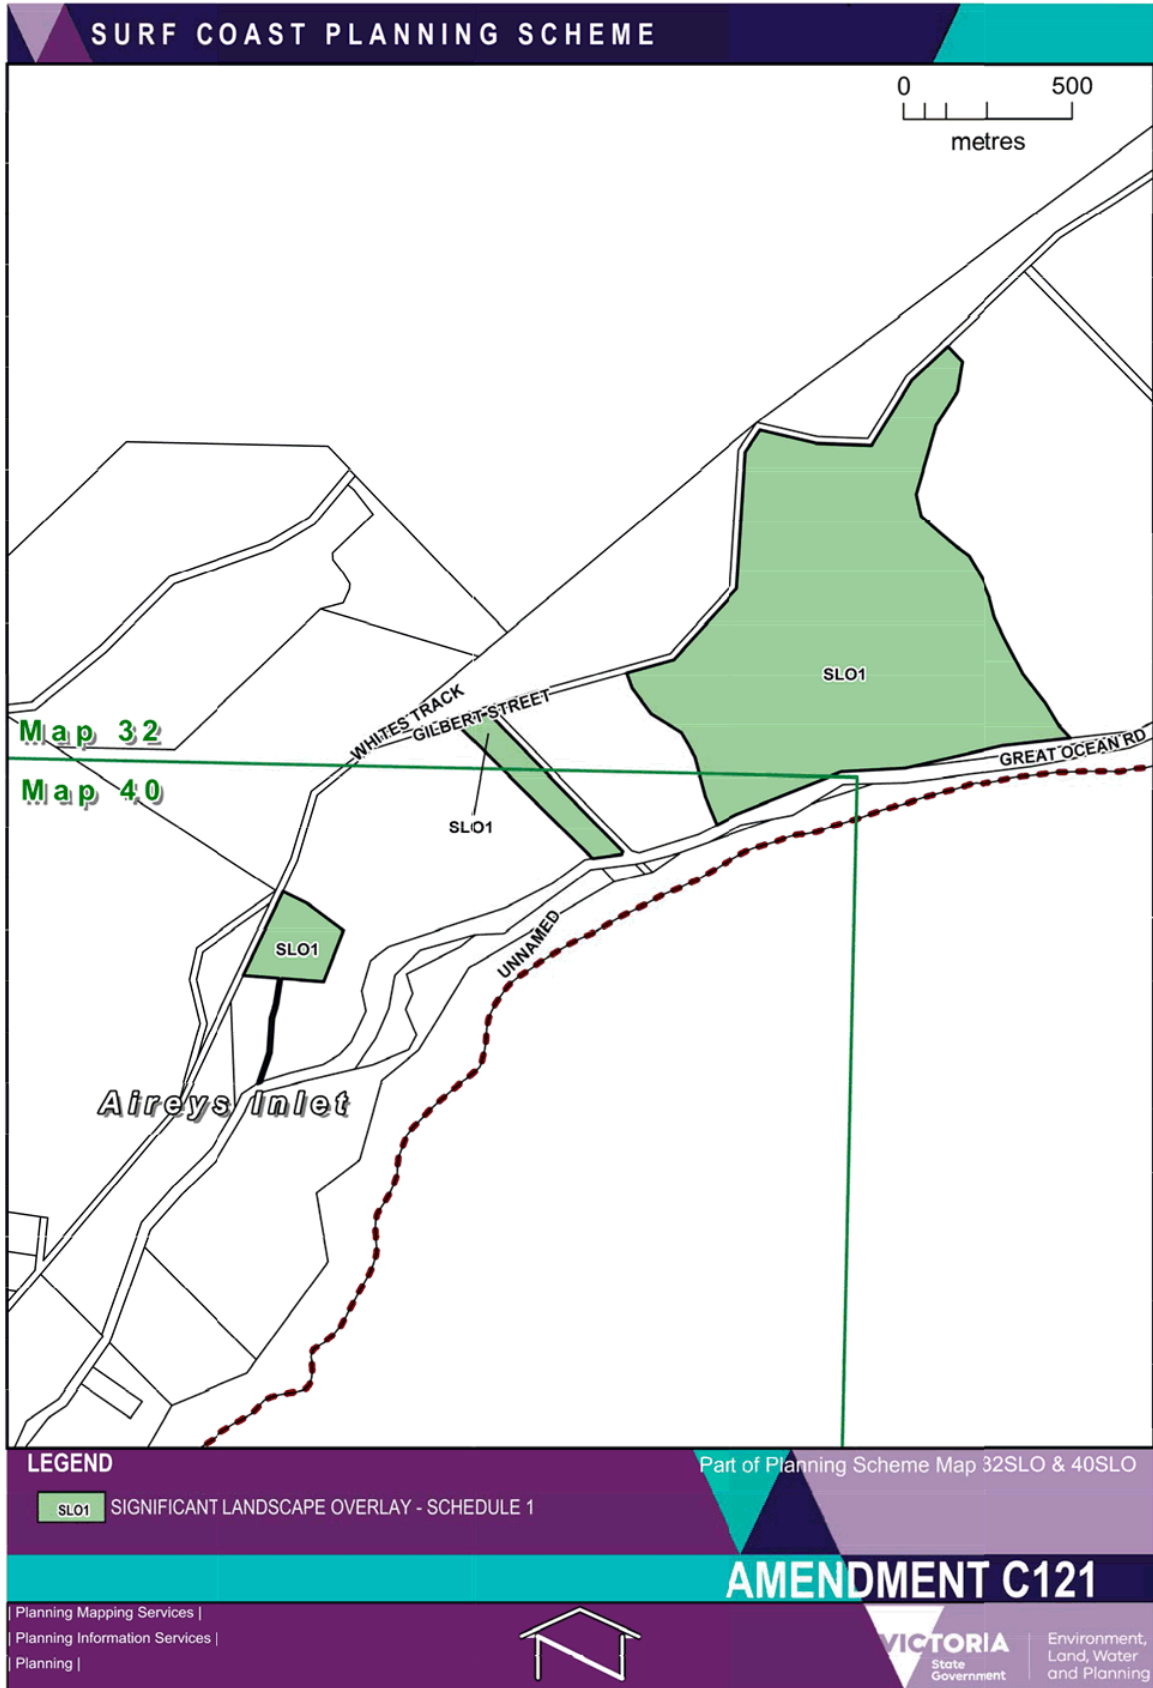 SURF COAST PLANNING SCHEME
0 500
metres
SLO1
WHITES TRACK
GILBERT STREET
Map 32
GREAT OCEAN RD
Map 40
SLO1
UNNAMED
SLO1
Aireys Inlet
LEGEND
Part of Planning Scheme Map 32SLO & 40SLO
SLO1 SIGNIFICANT LANDSCAPE OVERLAY - SCHEDULE 1
AMENDMENT C121
| Planning Mapping Services |
| Planning Information Services |
| Planning |
N
VICTORIA
State
Government
Environment,
Land, Water
and Planning